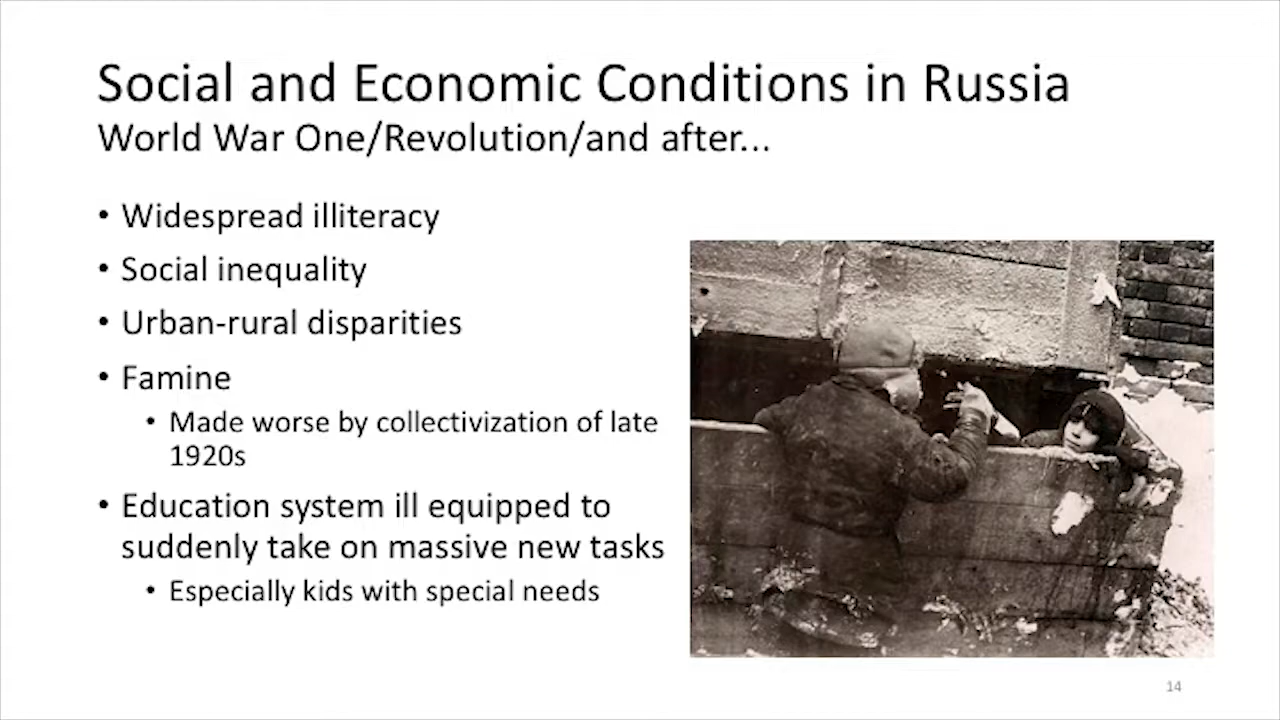 Social and Economic Conditions in Russia
World War One/Revolution/and after...
• Widespread illiteracy
• Social inequality
• Urban-rural disparities
• Famine
• Made worse by collectivization of late
1920s
• Education system ill equipped to
suddenly take on massive new tasks
• Especially kids with special needs
14